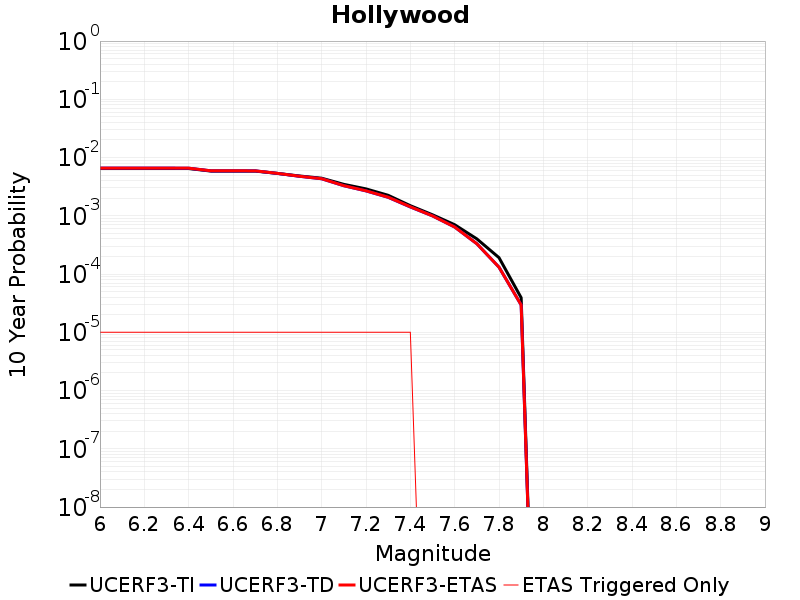 Hollywood
10^0
10^-1
10^-2
10^-3
10^-4
10^-5
10^-6
10^-7
10^-8
10 Year Probability
6 6.2 6.4 6.6 6.8 7 7.2 7.4 7.6 7.8 8 8.2 8.4 8.6 8.8 9
Magnitude
UCERF3-TI UCERF3-TD UCERF3-ETAS ETAS Triggered Only